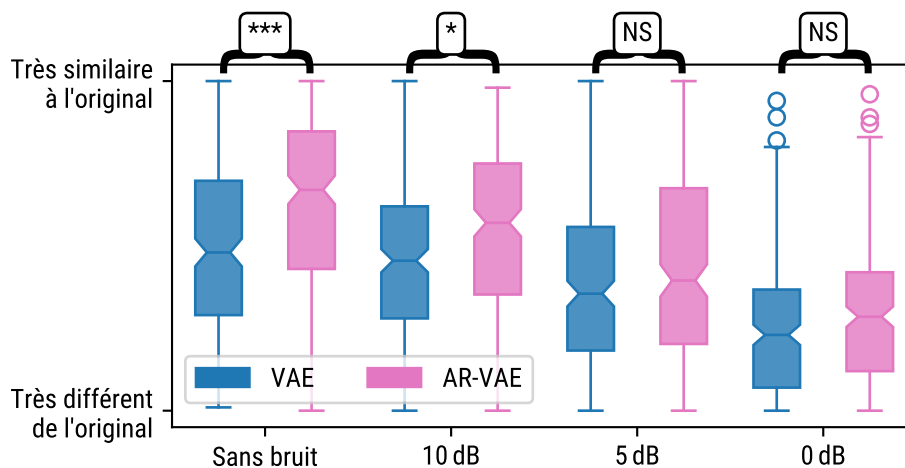 ***
*
NS
NS
Très similaire
à l'original
Très différent
de l'original
VAE
AR-VAE
Sans bruit
10 dB
5 dB
0 dB